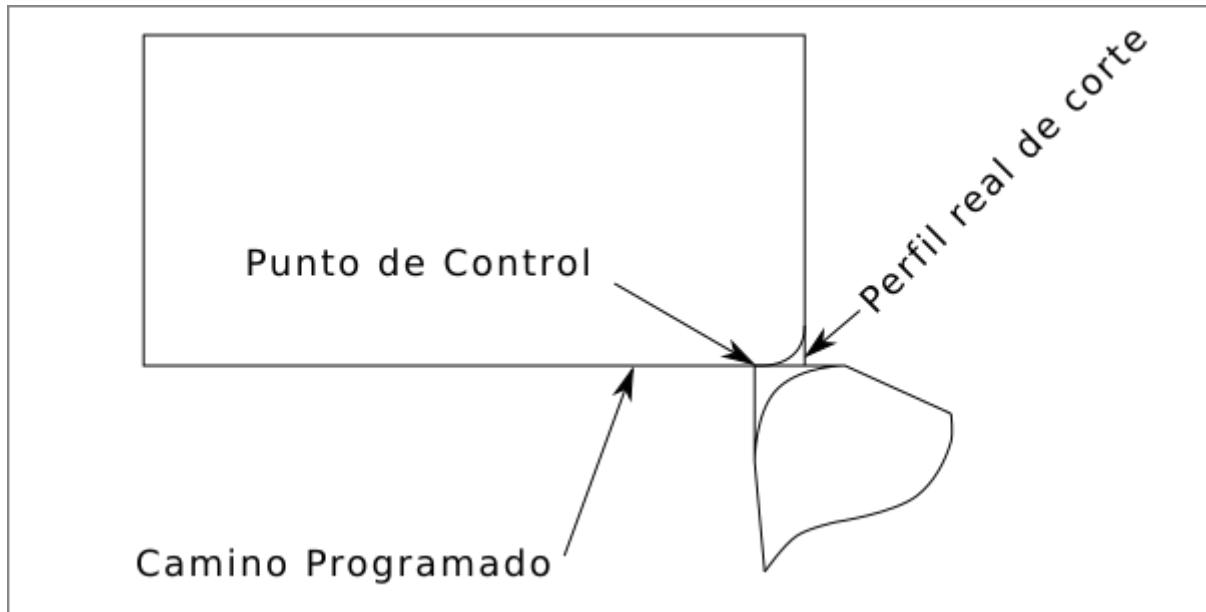 Punto de Control
Perfil real de corte
Camino Programado